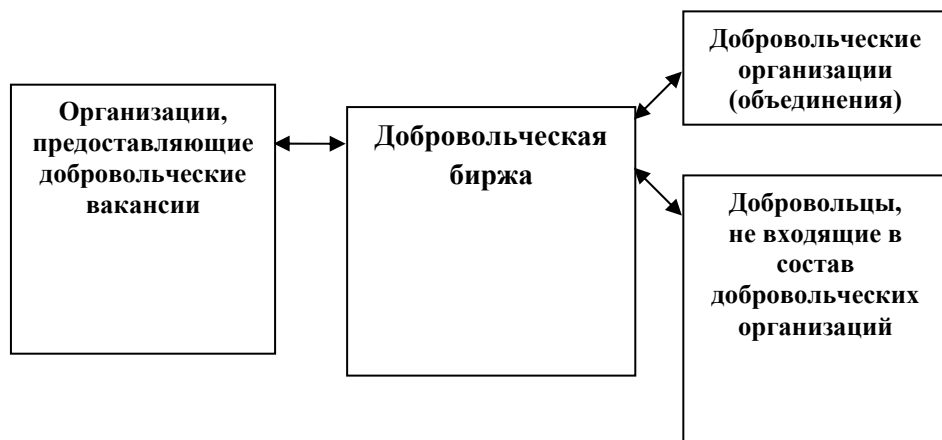 Организации,
предоставляющие
добровольческие
вакансии
Добровольческая
биржа
Добровольческие
организации
(объединения)
Добровольцы,
не входящие в
состав
добровольческих
организаций